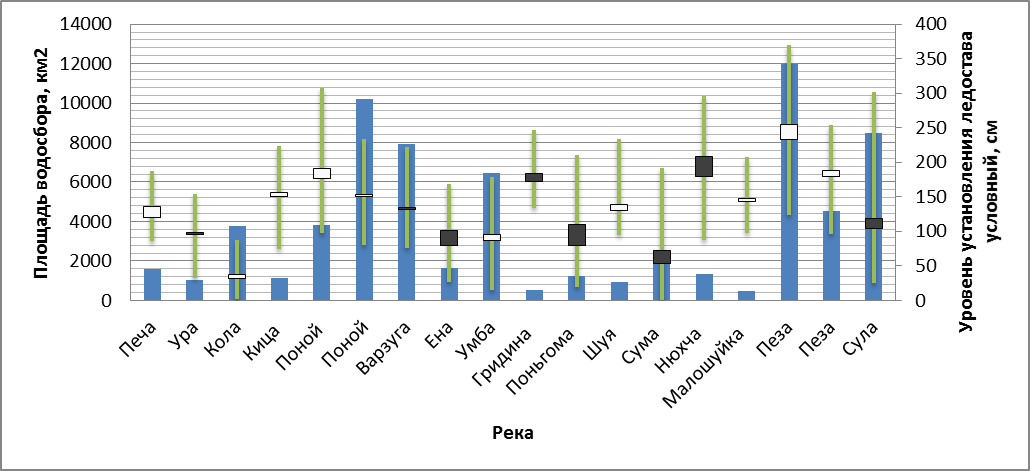 Площадь водосбора, км2
14000
12000
10000
8000
6000
4000
2000
0
400
350
300
250
200
150
100
50
0
Уровень установления ледостава
условный, см
Печа
Ура
Кола
Кица
Поной
Поной
Варзуга
Ена
Умба
Гридина
Поньгома
Шуя
Сума
Нюхча
Малошуйка
Пеза
Пеза
Сула
Река